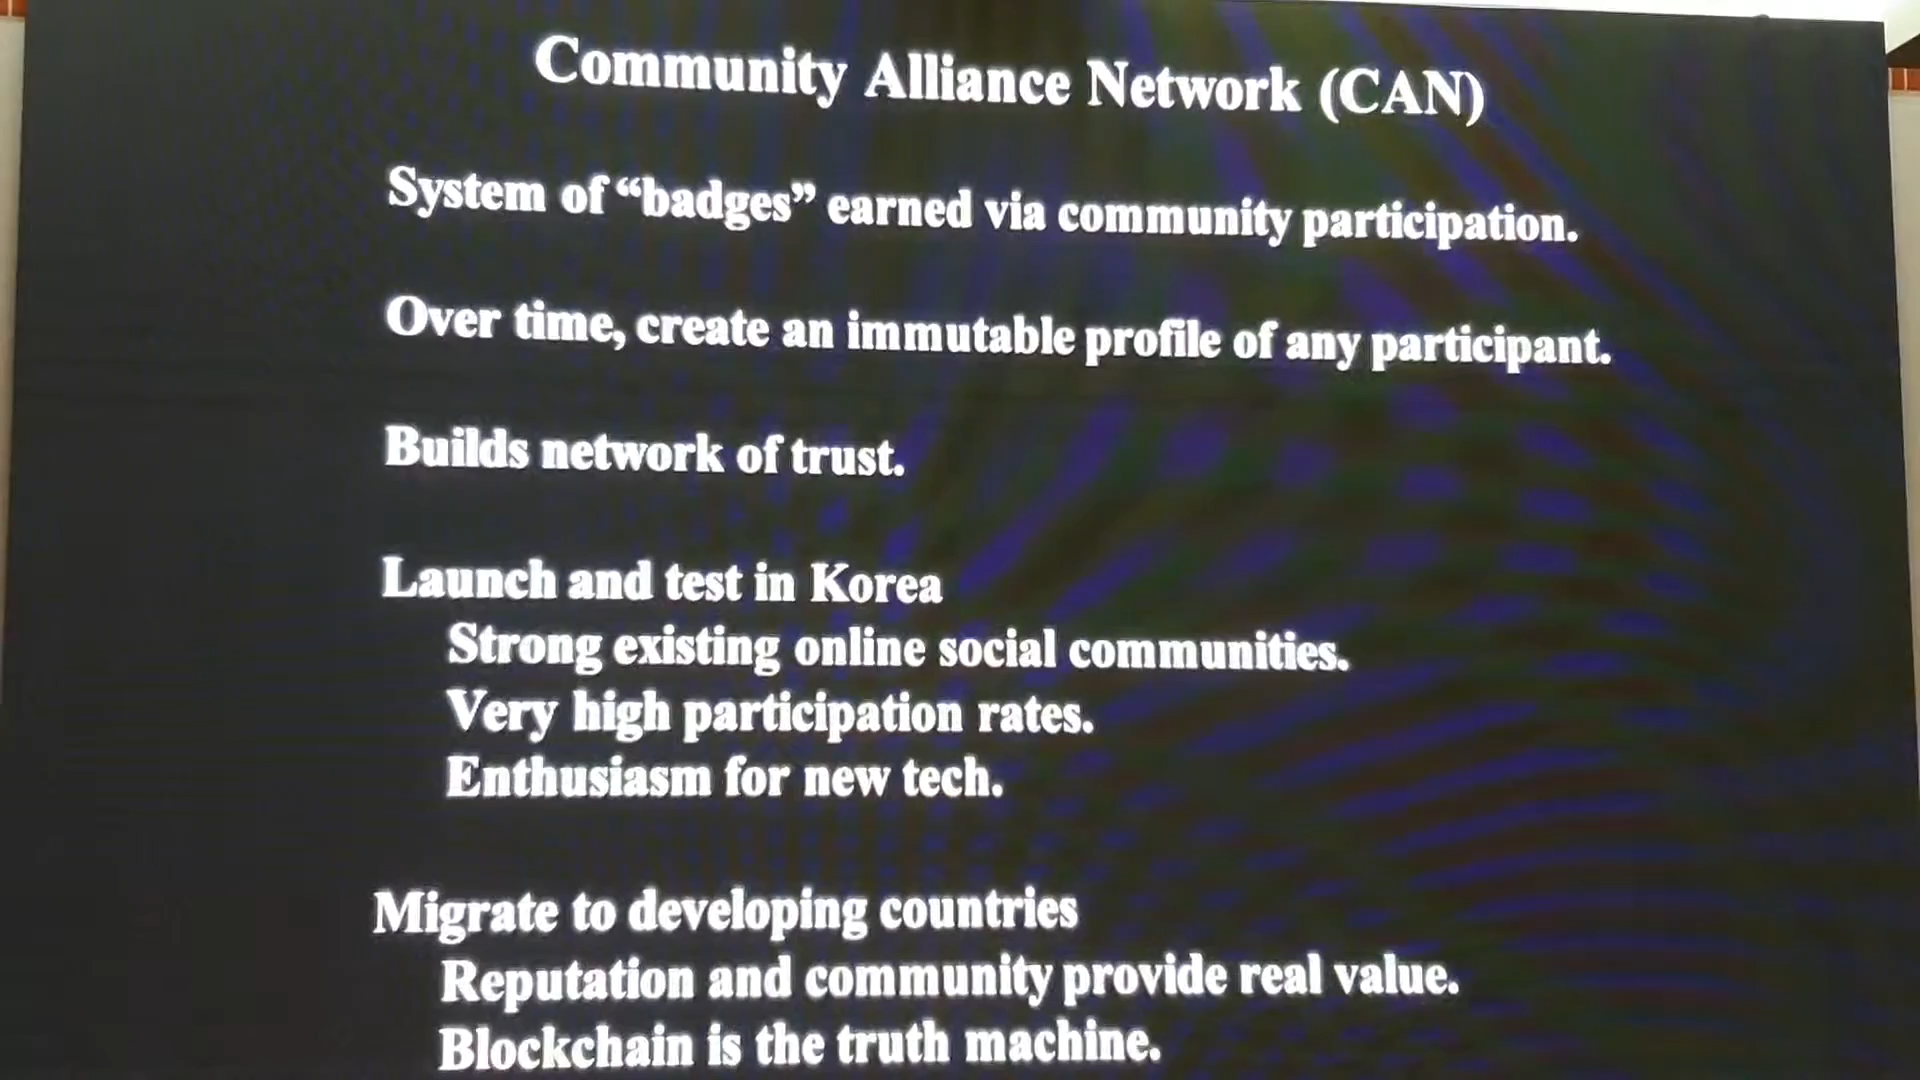 Community Alliance Network (CAN)
System of “badges” earned via community participation.
Over time, create an immutable profile of any participant.
Builds network of trust.
Launch and test in Korea
Strong existing online social communities.
Very high participation rates.
Enthusiasm for new tech.
Migrate to developing countries
Reputation and community provide real value.
Blockchain is the truth machine.